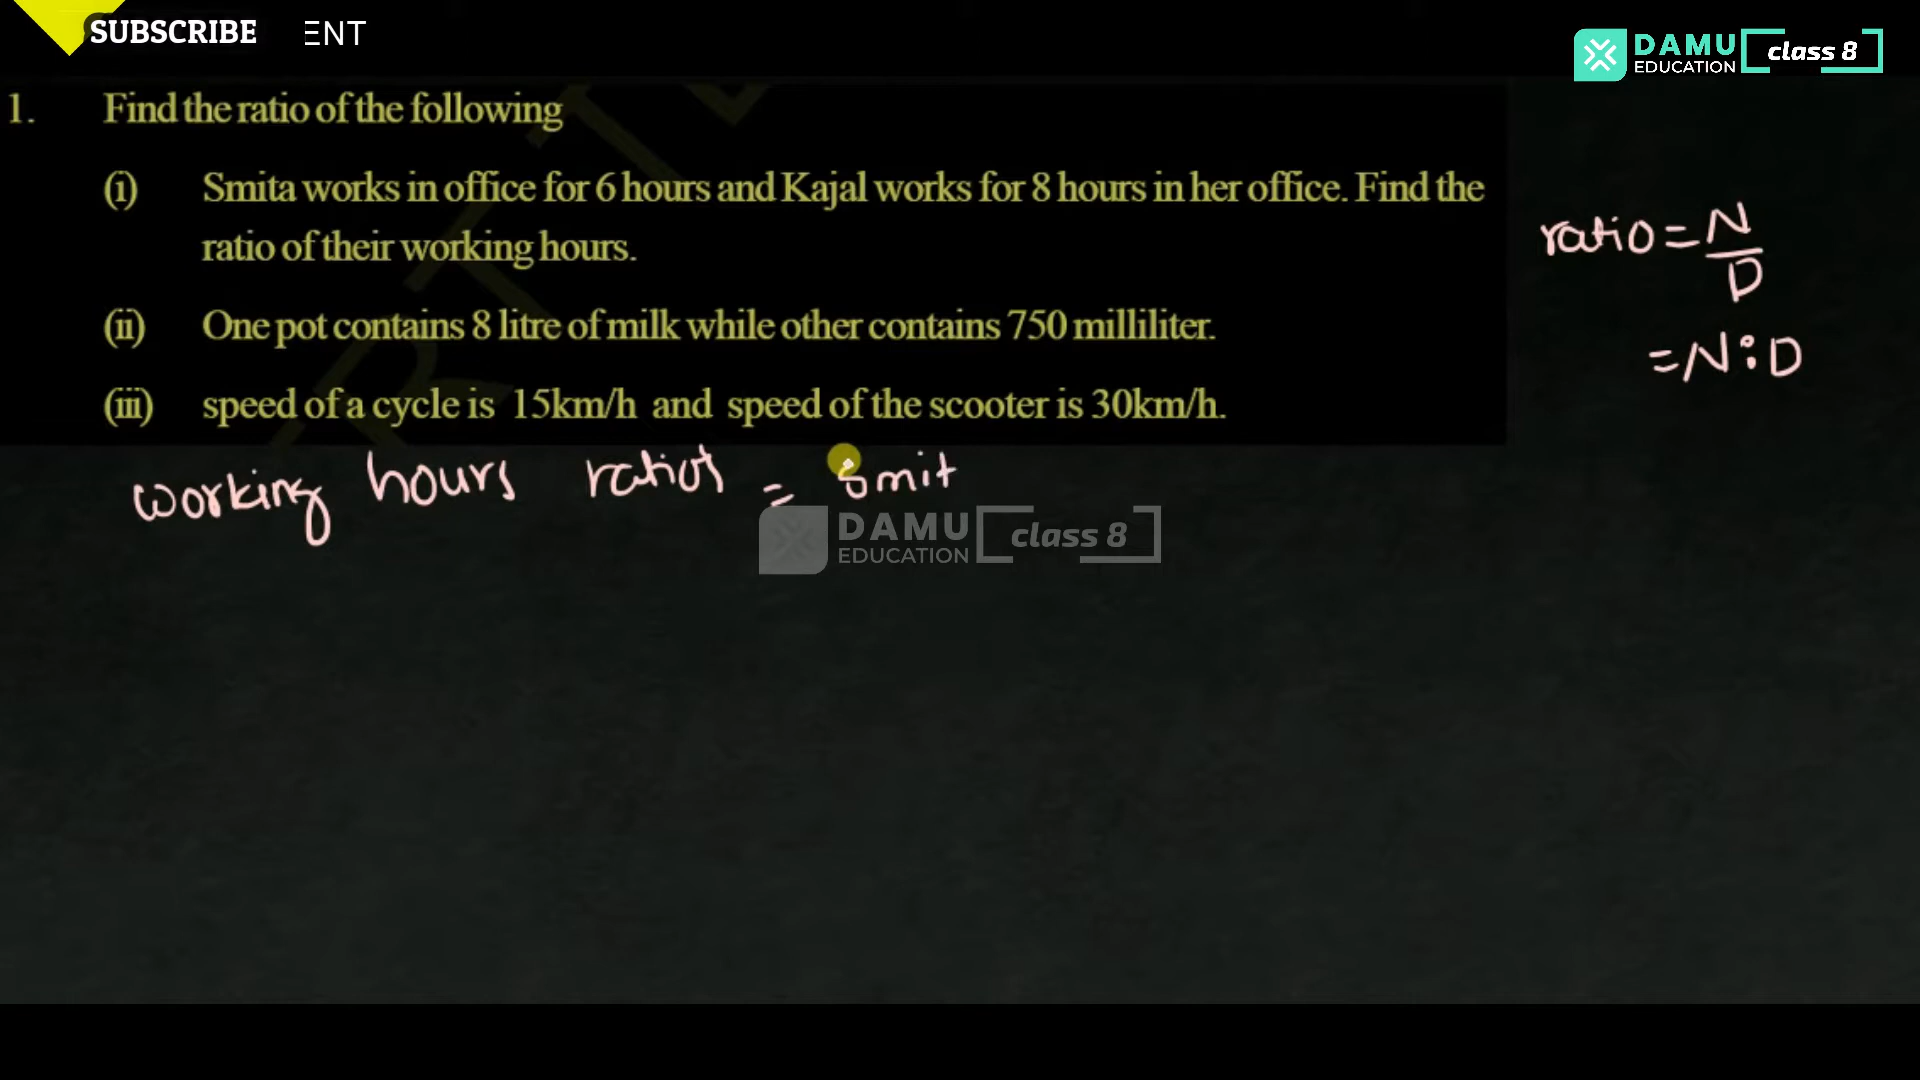 SUBSCRIBE ENT
DAMU
EDUCATION
class 8
1. Find the ratio of the following
(i) Smita works in office for 6 hours and Kajal works for 8 hours in her office. Find the
ratio of their working hours.
(ii) One pot contains 8 litre of milk while other contains 750 milliliter.
(iii) speed of a cycle is 15km/h and speed of the scooter is 30km/h.
ratio = N
D
= N : D
working hours ratios = smit
DAMU
EDUCATION
class 8